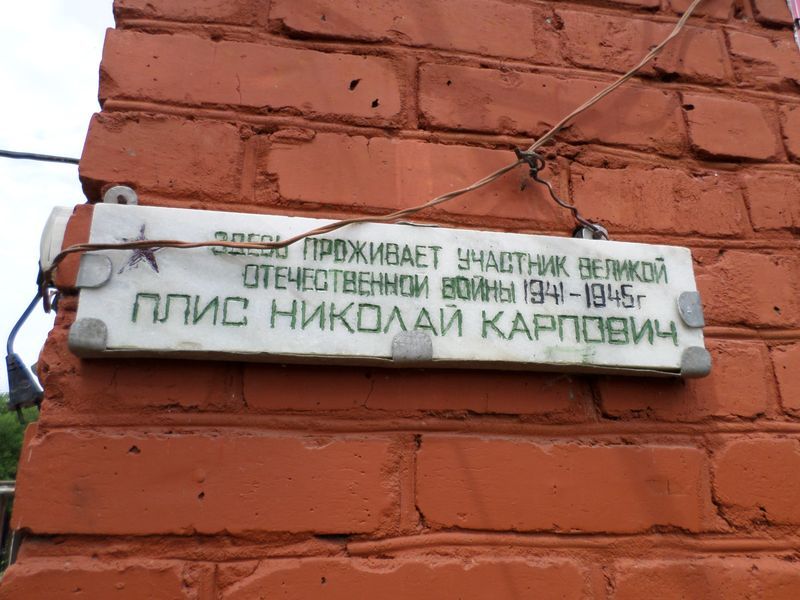 ЗДЕСЬ ПРОЖИВАЕТ УЧАСТНИК ВЕЛИКОЙ
ОТЕЧЕСТВЕННОЙ ВОЙНЫ 1941-1945г
ПЛИС НИКОЛАЙ КАРПОВИЧ